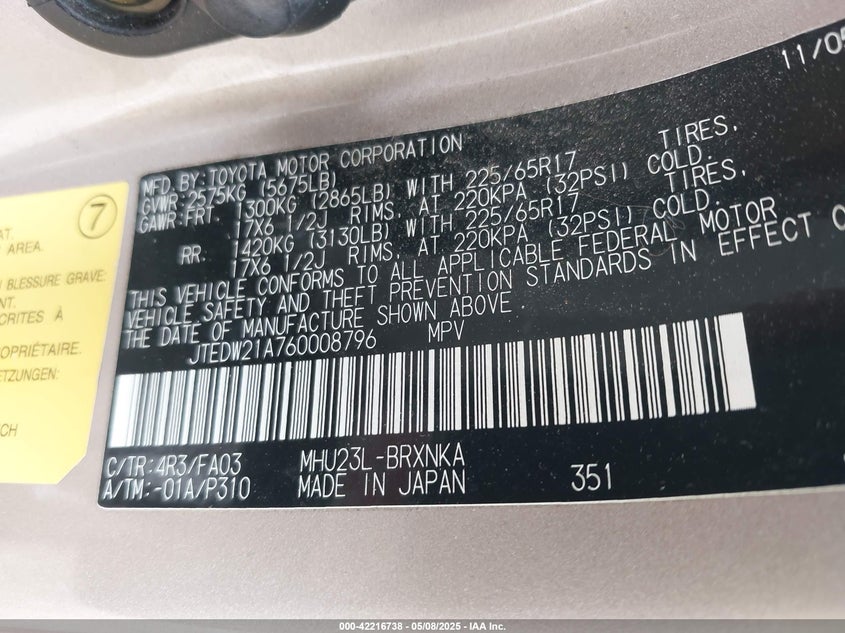 11/05
MFD.BY:TOYOTA MOTOR CORPORATION
GVWR:2575KG (5675LB)
GAWR:FRT. 1300KG (2865LB) WITH 225/65R17 TIRES,
17X6 1/2J RIMS, AT 220KPA (32PSI) COLD.
RR. 1420KG (3130LB) WITH 225/65R17 TIRES,
17X6 1/2J RIMS, AT 220KPA (32PSI) COLD.
THIS VEHICLE CONFORMS TO ALL APPLICABLE FEDERAL MOTOR
VEHICLE SAFETY AND THEFT PREVENTION STANDARDS IN EFFECT O
THE DATE OF MANUFACTURE SHOWN ABOVE.
JTEDW21A760008796 MPV
C/TR:4R3/FA03 MHU23L-BRXNKA
A/TM:-01A/P310 MADE IN JAPAN 351
7
AT.
AREA.
BLESSURE GRAVE:
NT.
CRITES À
PROPRIÉTAIRE.
ETZUNGEN:
CH
000-42216738 - 05/08/2025 - IAA Inc.